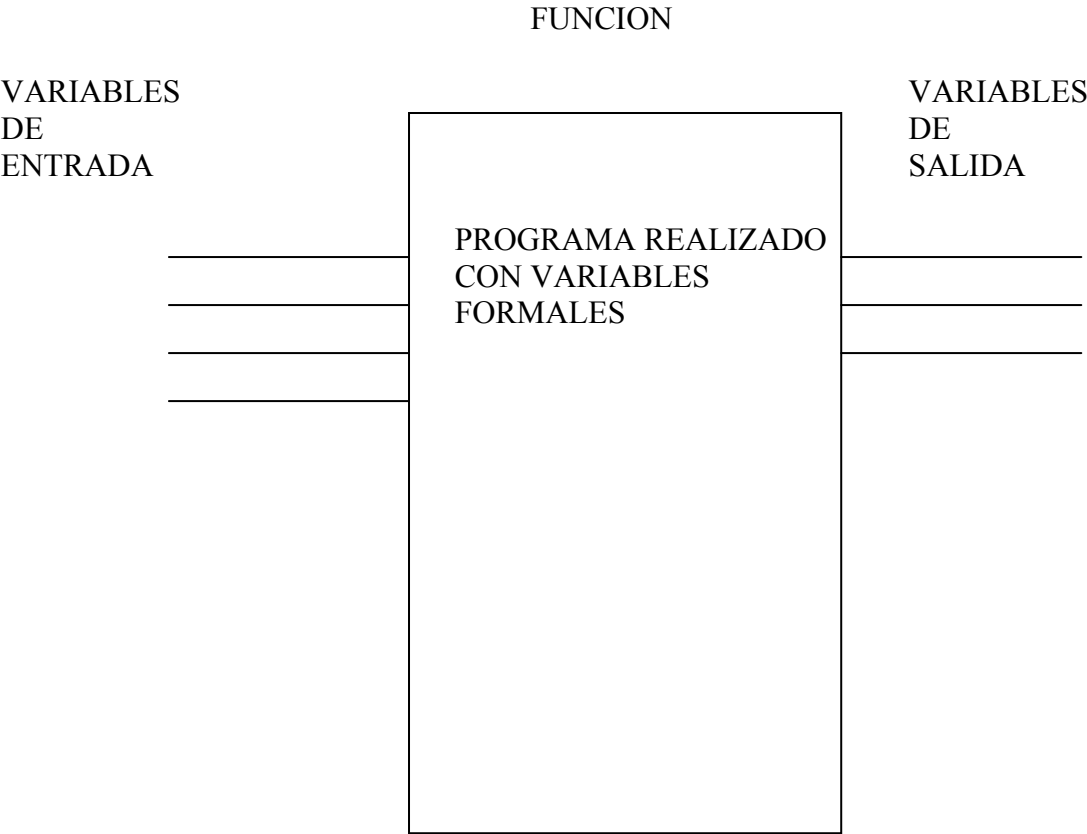 FUNCION
VARIABLES
DE
ENTRADA
VARIABLES
DE
SALIDA
PROGRAMA REALIZADO
CON VARIABLES
FORMALES